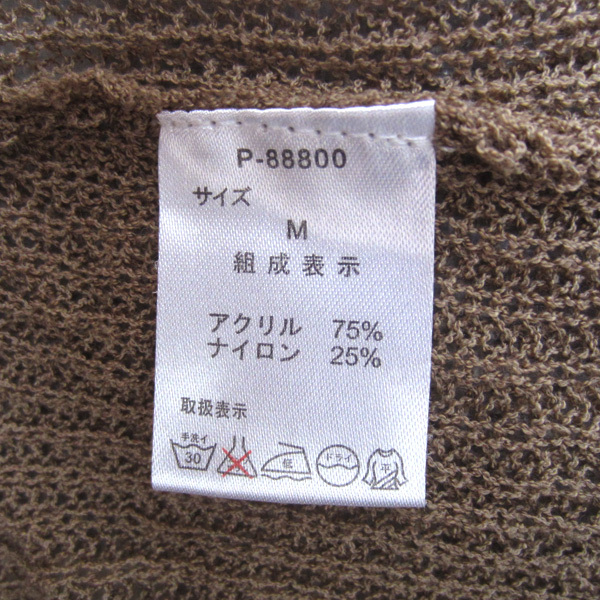 P-88800
サイズ
M
組成表示
アクリル 75%
ナイロン 25%
取扱表示
手洗イ 30 低 ドライ 平